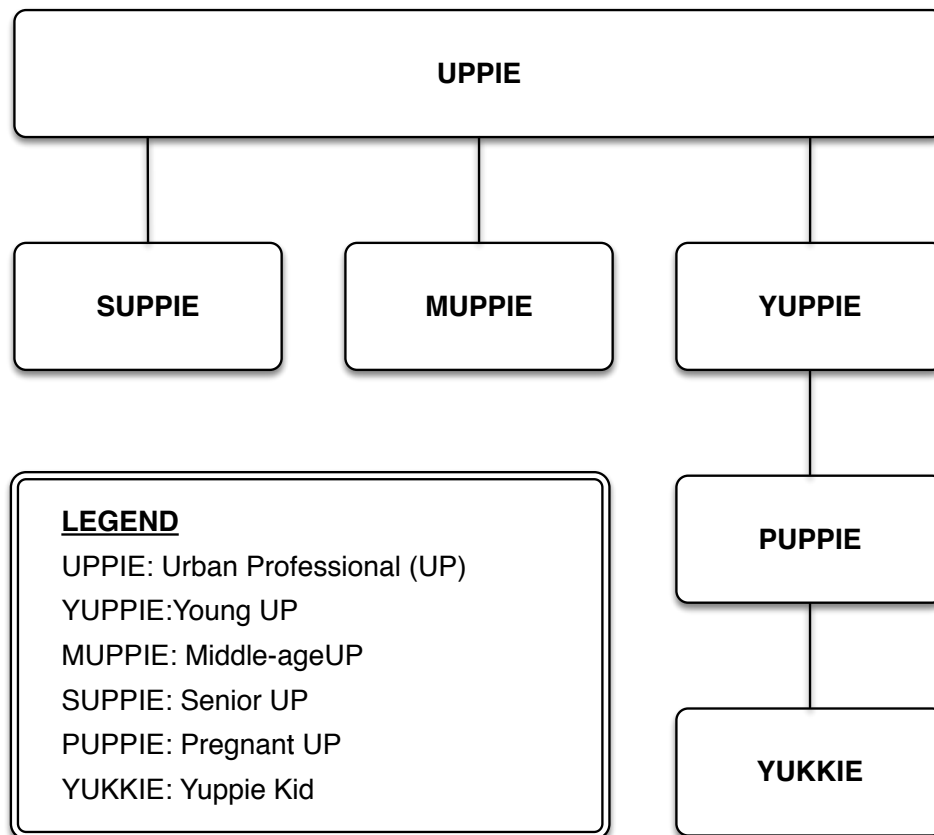 UPPIE
SUPPIE
MUPPIE
YUPPIE
PUPPIE
YUKKIE
LEGEND
UPPIE: Urban Professional (UP)
YUPPIE:Young UP
MUPPIE: Middle-ageUP
SUPPIE: Senior UP
PUPPIE: Pregnant UP
YUKKIE: Yuppie Kid